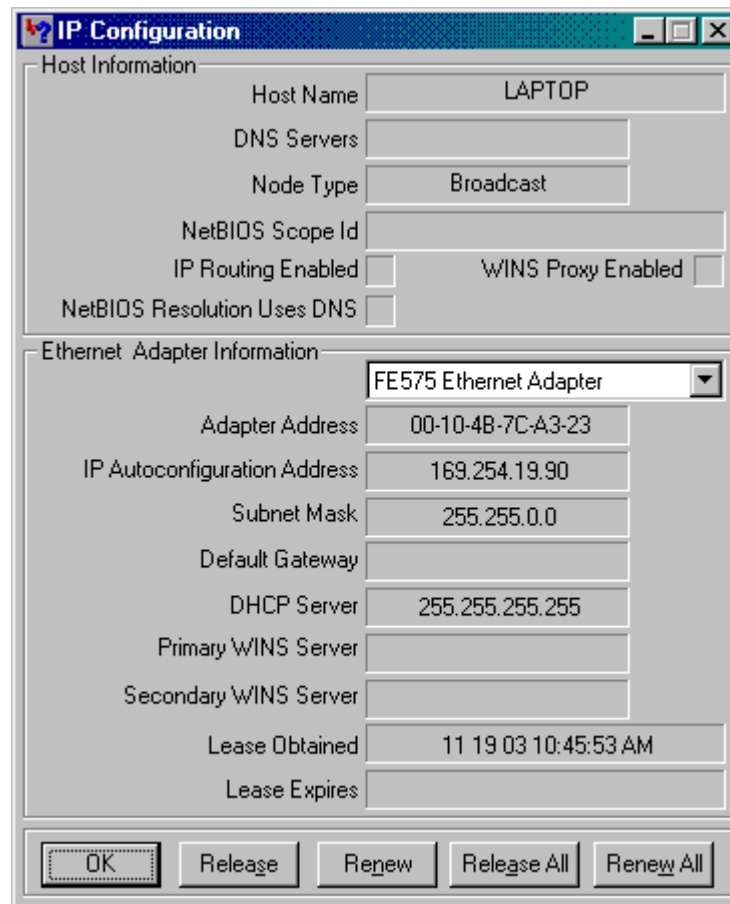 IP Configuration
Host Information
Host Name LAPTOP
DNS Servers
Node Type Broadcast
NetBIOS Scope Id
IP Routing Enabled WINS Proxy Enabled
NetBIOS Resolution Uses DNS
Ethernet Adapter Information
FE575 Ethernet Adapter
Adapter Address 00-10-4B-7C-A3-23
IP Autoconfiguration Address 169.254.19.90
Subnet Mask 255.255.0.0
Default Gateway
DHCP Server 255.255.255.255
Primary WINS Server
Secondary WINS Server
Lease Obtained 11 19 03 10:45:53 AM
Lease Expires
OK Release Renew Release All Renew All